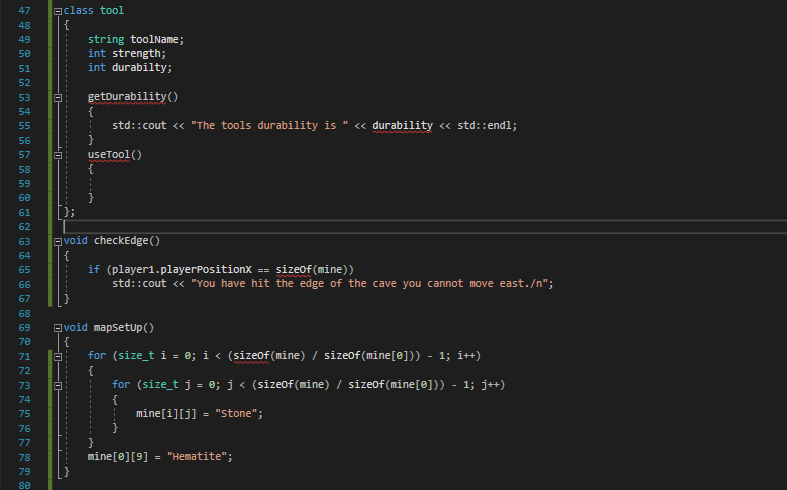 47 class tool
48 {
49 string toolName;
50 int strength;
51 int durabilty;
52
53 getDurability()
54 {
55 std::cout << "The tools durability is " << durability << std::endl;
56 }
57 useTool()
58 {
59
60 }
61 };
62
63 void checkEdge()
64 {
65 if (player1.playerPositionX == sizeOf(mine))
66 std::cout << "You have hit the edge of the cave you cannot move east./n";
67 }
68
69 void mapSetUp()
70 {
71 for (size_t i = 0; i < (sizeOf(mine) / sizeOf(mine[0])) - 1; i++)
72 {
73 for (size_t j = 0; j < (sizeOf(mine) / sizeOf(mine[0])) - 1; j++)
74 {
75 mine[i][j] = "Stone";
76 }
77 }
78 mine[0][9] = "Hematite";
79 }
80